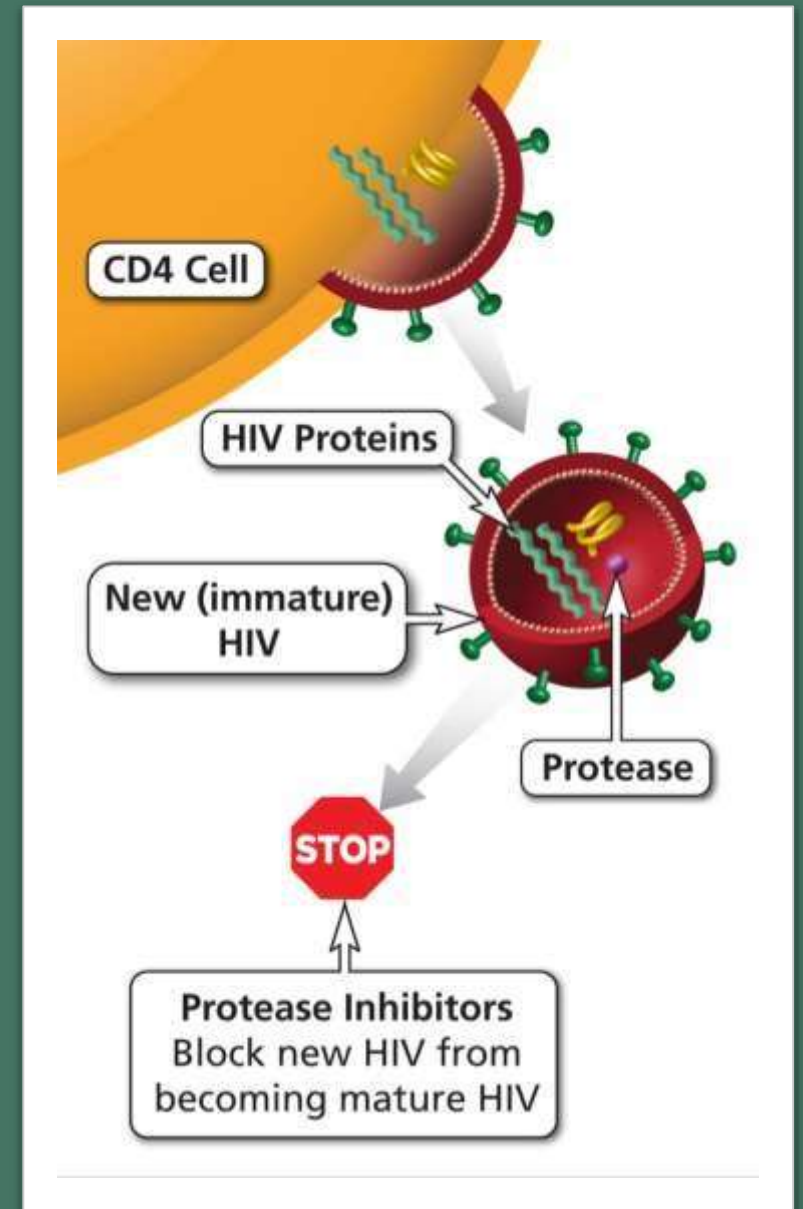 CD4 Cell
HIV Proteins
New (immature)
HIV
Protease
STOP
Protease Inhibitors
Block new HIV from
becoming mature HIV